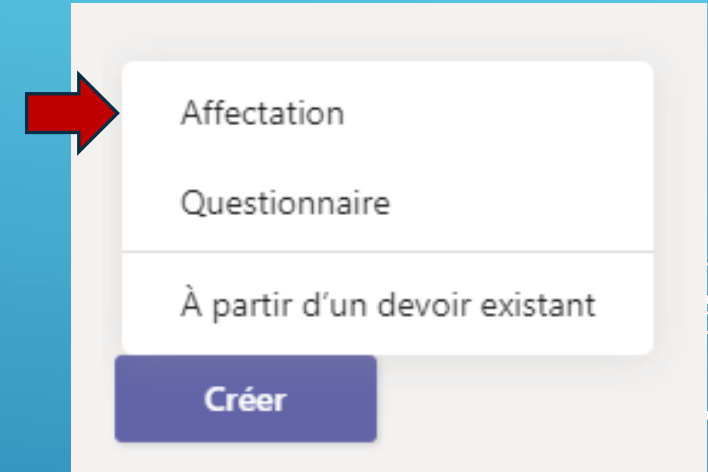 Affectation
Questionnaire
À partir d'un devoir existant
Créer